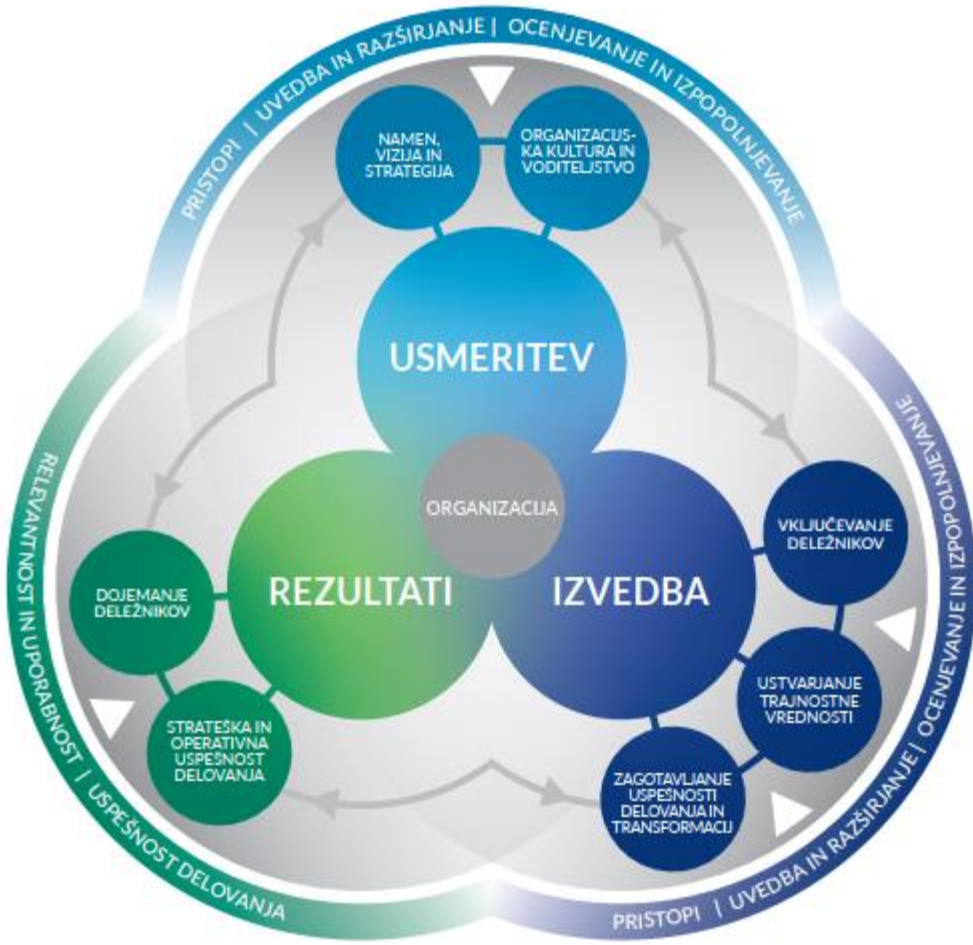 PRISTOPI | UVEDBA IN RAZŠIRJANJE | OCENJEVANJE IN IZPOPOLNJEVANJE
NAMEN,
VIZIJA IN
STRATEGIJA
ORGANIZACIJS-
KA KULTURA IN
VODITELJSTVO
USMERITEV
ORGANIZACIJA
REZULTATI
IZVEDBA
VKLJUČEVANJE
DELEŽNIKOV
USTVARJANJE
TRAJNOSTNE
VREDNOSTI
ZAGOTAVLJANJE
USPEŠNOSTI
DELOVANJA IN
TRANSFORMACIJ
DOJEMANJE
DELEŽNIKOV
STRATEŠKA IN
OPERATIVNA
USPEŠNOST
DELOVANJA
RELEVANTNOST IN UPORABNOST | USPEŠNOST DELOVANJA
PRISTOPI | UVEDBA IN RAZŠIRJANJE | OCENJEVANJE IN IZPOPOLNJEVANJE